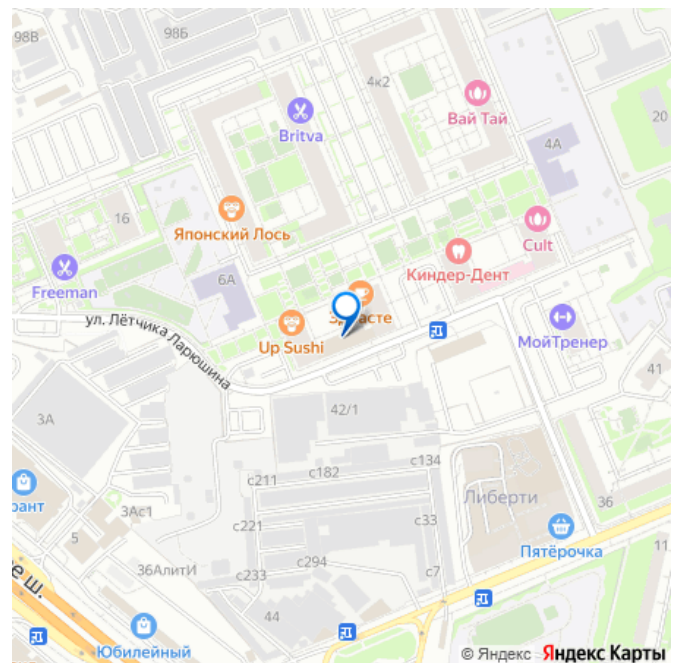 98В
98Б
4к2
Britva
Вай Тай
20
4А
16
Японский Лось
Cult
Киндер-Дент
Freeman
6А
ул. Лётчика Ларюшина
Up Sushi
МойТренер
41
3А
42/1
с134
с182
с211
Либерти
36
3Ас1
с221
с33
5
Пятёрочка
11
36АлитИ
с294
с233
с7
е ш.
44
Юбилейный
© Яндекс Яндекс Карты